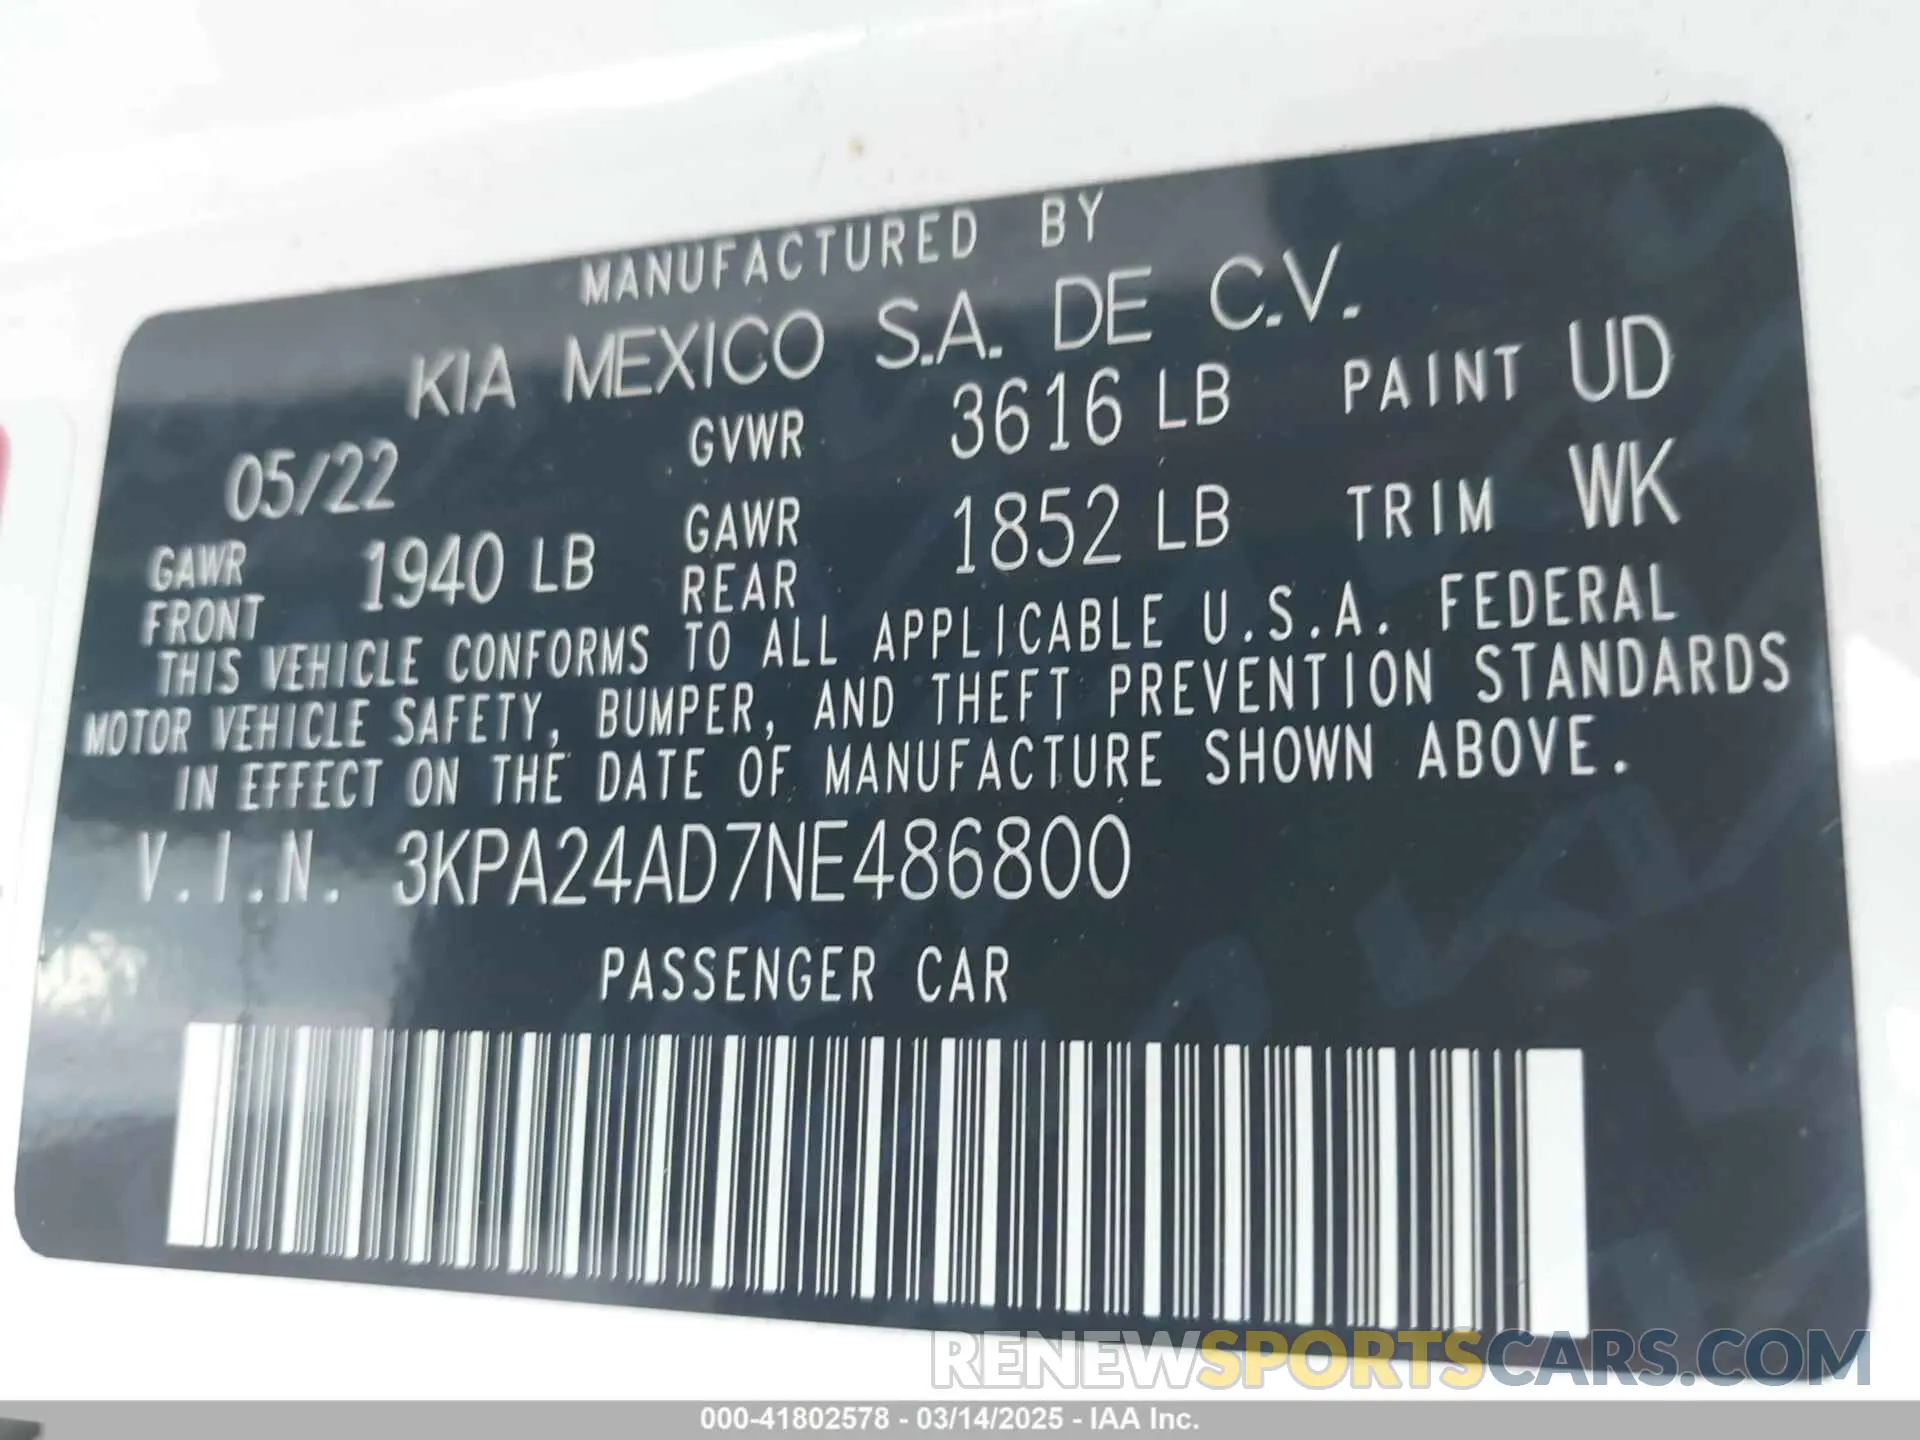 MANUFACTURED BY
KIA MEXICO S.A. DE C.V.
05/22 GVWR 3616 LB PAINT UD
GAWR FRONT 1940 LB GAWR REAR 1852 LB TRIM WK
THIS VEHICLE CONFORMS TO ALL APPLICABLE U.S.A. FEDERAL
MOTOR VEHICLE SAFETY, BUMPER, AND THEFT PREVENTION STANDARDS
IN EFFECT ON THE DATE OF MANUFACTURE SHOWN ABOVE.
V.I.N. 3KPA24AD7NE486800
PASSENGER CAR
RENEWSPORTSCARS.COM
000-41802578 - 03/14/2025 - IAA Inc.